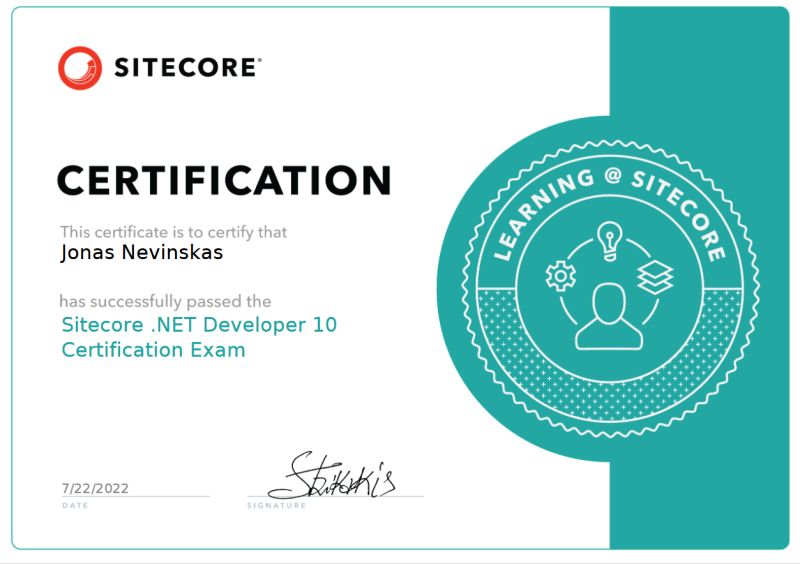 SITECORE®
CERTIFICATION
This certificate is to certify that
Jonas Nevinskas
has successfully passed the
Sitecore .NET Developer 10
Certification Exam
LEARNING @ SITECORE
7/22/2022
DATE
SIGNATURE